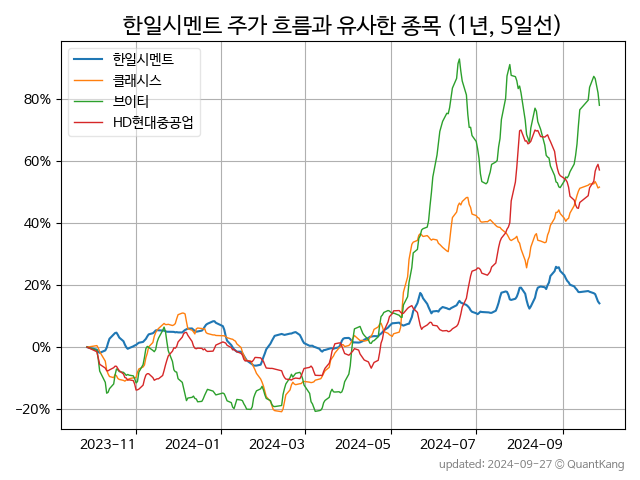 한일시멘트 주가 흐름과 유사한 종목 (1년, 5일선)
한일시멘트
클래시스
브이티
HD현대중공업
80%
60%
40%
20%
0%
−20%
2023-11
2024-01
2024-03
2024-05
2024-07
2024-09
updated: 2024-09-27 © QuantKang